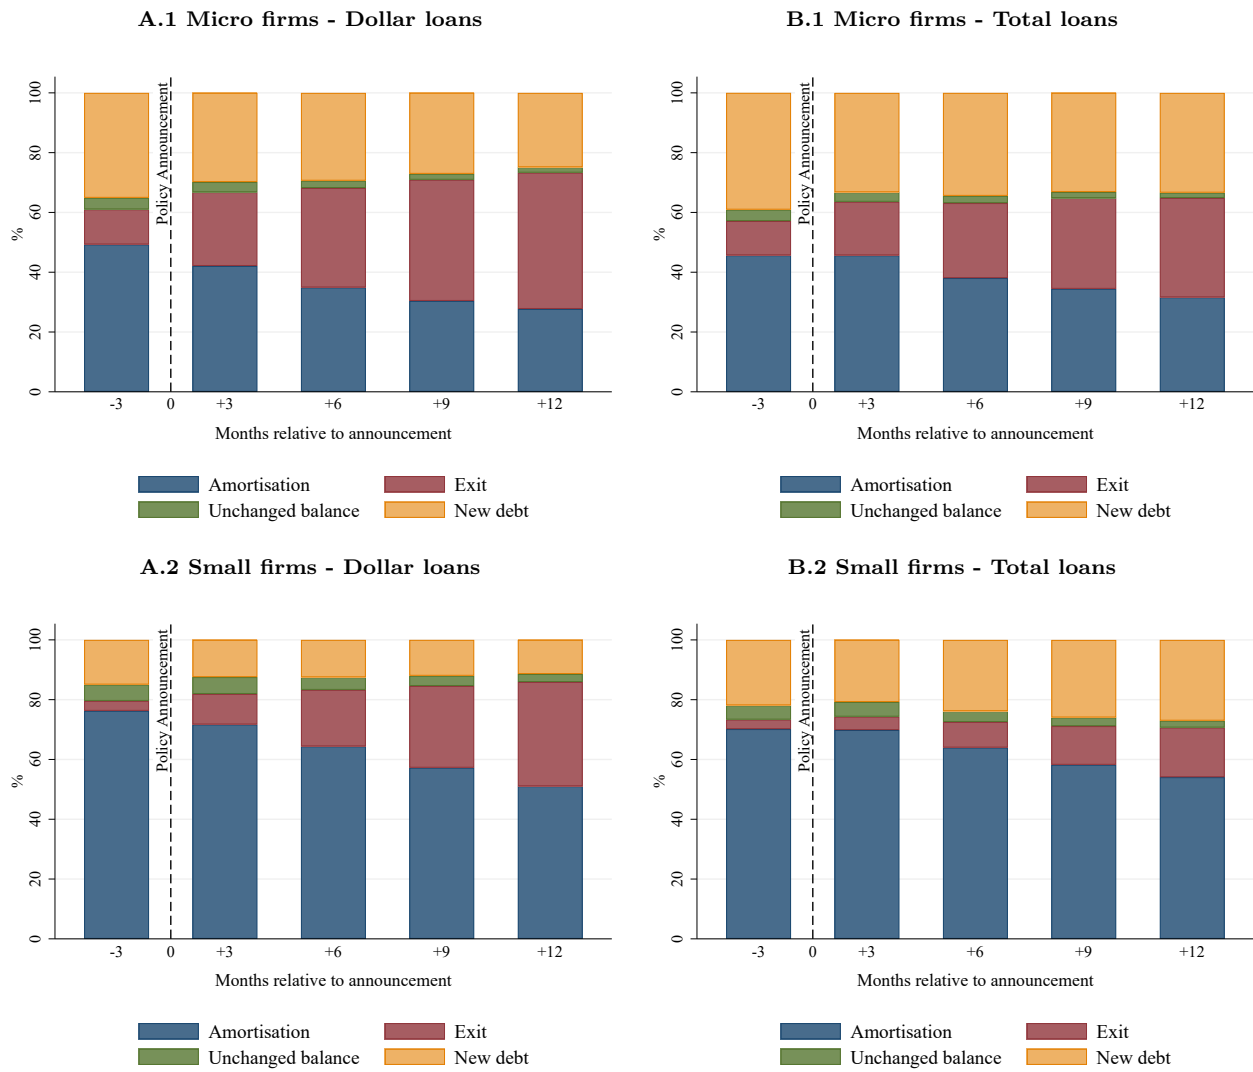 A.1 Micro firms - Dollar loans
%
0
20
40
60
80
100
Policy Announcement
-3 0 +3 +6 +9 +12
Months relative to announcement
Amortisation Exit
Unchanged balance New debt
B.1 Micro firms - Total loans
%
0
20
40
60
80
100
Policy Announcement
-3 0 +3 +6 +9 +12
Months relative to announcement
Amortisation Exit
Unchanged balance New debt
A.2 Small firms - Dollar loans
%
0
20
40
60
80
100
Policy Announcement
-3 0 +3 +6 +9 +12
Months relative to announcement
Amortisation Exit
Unchanged balance New debt
B.2 Small firms - Total loans
%
0
20
40
60
80
100
Policy Announcement
-3 0 +3 +6 +9 +12
Months relative to announcement
Amortisation Exit
Unchanged balance New debt